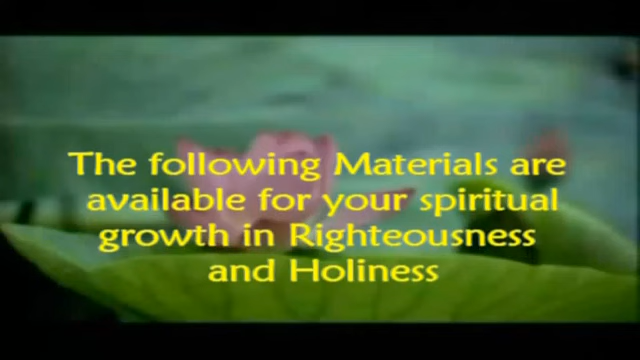 The following Materials are
available for your spiritual
growth in Righteousness
and Holiness